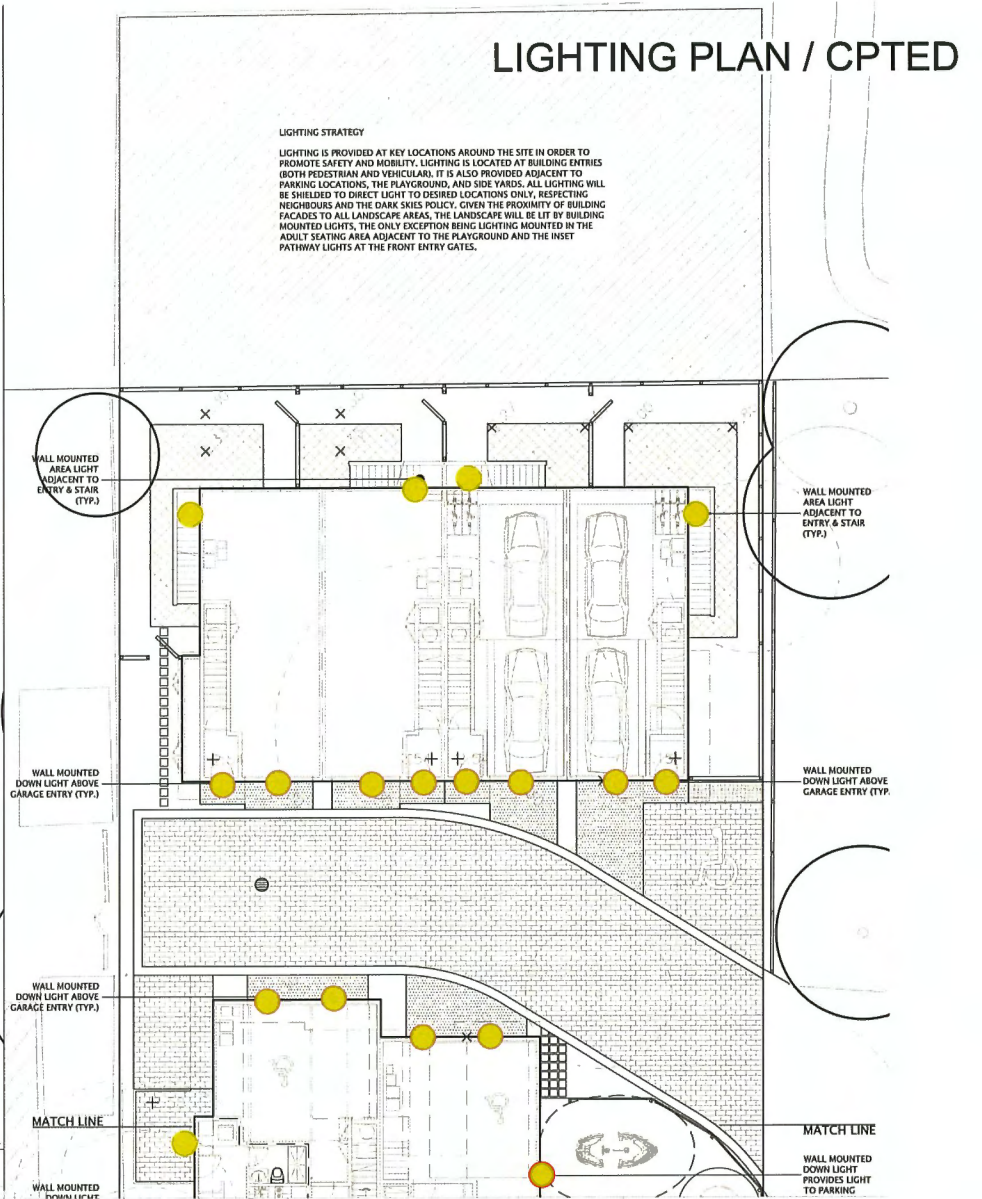 LIGHTING PLAN / CPTED
LIGHTING STRATEGY
LIGHTING IS PROVIDED AT KEY LOCATIONS AROUND THE SITE IN ORDER TO
PROMOTE SAFETY AND MOBILITY. LIGHTING IS LOCATED AT BUILDING ENTRIES
(BOTH PEDESTRIAN AND VEHICULAR). IT IS ALSO PROVIDED ADJACENT TO
PARKING LOCATIONS, THE PLAYGROUND, AND SIDE YARDS. ALL LIGHTING WILL
BE SHIELDED TO DIRECT LIGHT TO DESIRED LOCATIONS ONLY, RESPECTING
NEIGHBOURS AND THE DARK SKIES POLICY. GIVEN THE PROXIMITY OF BUILDING
FACADES TO ALL LANDSCAPE AREAS, THE LANDSCAPE WILL BE LIT BY BUILDING
MOUNTED LIGHTS, THE ONLY EXCEPTION BEING LIGHTING MOUNTED IN THE
ADULT SEATING AREA ADJACENT TO THE PLAYGROUND AND THE INSET
PATHWAY LIGHTS AT THE FRONT ENTRY GATES.
WALL MOUNTED
AREA LIGHT
ADJACENT TO
ENTRY & STAIR
(TYP.)
WALL MOUNTED
AREA LIGHT
ADJACENT TO
ENTRY & STAIR
(TYP.)
WALL MOUNTED
DOWN LIGHT ABOVE
GARAGE ENTRY (TYP.)
WALL MOUNTED
DOWN LIGHT ABOVE
GARAGE ENTRY (TYP.
WALL MOUNTED
DOWN LIGHT ABOVE
GARAGE ENTRY (TYP.)
MATCH LINE
MATCH LINE
WALL MOUNTED
DOWN LIGHT
PROVIDES LIGHT
TO PARKING
WALL MOUNTED
DOWN LIGHT